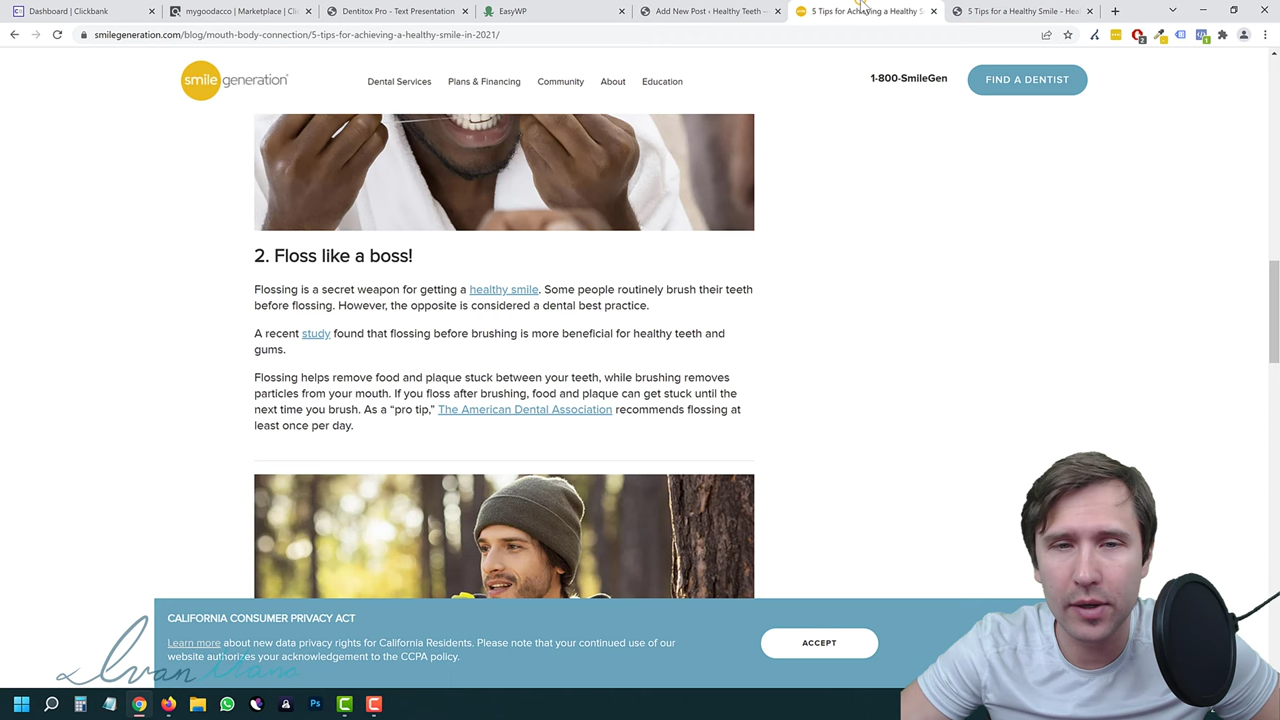 Dashboard | Clickbank
mygoodacco | Marketplace | Cli
Dentitox Pro - Text Presentation
EasyWP
Add New Post ‹ Healthy Teeth —
5 Tips for Achieving a Healthy S
5 Tips for a Healthy Smile - Heal
smilegeneration.com/blog/mouth-body-connection/5-tips-for-achieving-a-healthy-smile-in-2021/
smile generation
Dental Services
Plans & Financing
Community
About
Education
1-800-SmileGen
FIND A DENTIST
2. Floss like a boss!
Flossing is a secret weapon for getting a healthy smile. Some people routinely brush their teeth
before flossing. However, the opposite is considered a dental best practice.
A recent study found that flossing before brushing is more beneficial for healthy teeth and
gums.
Flossing helps remove food and plaque stuck between your teeth, while brushing removes
particles from your mouth. If you floss after brushing, food and plaque can get stuck until the
next time you brush. As a “pro tip,” The American Dental Association recommends flossing at
least once per day.
CALIFORNIA CONSUMER PRIVACY ACT
Learn more about new data privacy rights for California Residents. Please note that your continued use of our
website authorizes your acknowledgement to the CCPA policy.
ACCEPT
Ivan
Ps